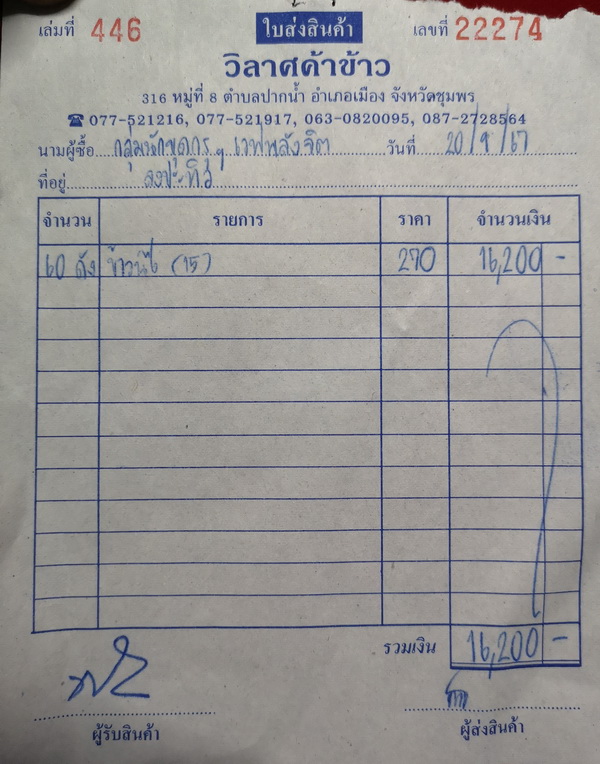 เล่มที่ 446 ใบส่งสินค้า เลขที่ 22274
วิลาศค้าข้าว
316 หมู่ที่ 8 ตำบลปากน้ำ อำเภอเมือง จังหวัดชุมพร
☎ 077-521216, 077-521917, 063-0820095, 087-2728564
นามผู้ซื้อ วันที่ 20/9/67
ที่อยู่
จำนวน รายการ ราคา จำนวนเงิน
60 ถัง (15) 270 16,200 -
รวมเงิน 16,200 -
ผู้รับสินค้า ผู้ส่งสินค้า